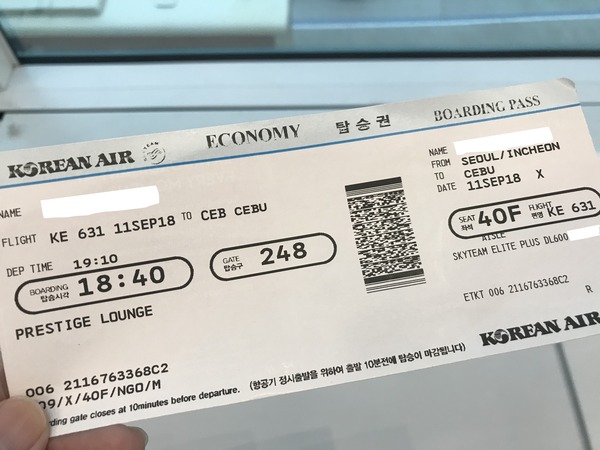 KOREAN AIR
ECONOMY 탑승권 BOARDING PASS
NAME
FLIGHT KE 631 11SEP18 TO CEB CEBU
DEP TIME 19:10
BOARDING 탑승시각 18:40
GATE 탑승구 248
PRESTIGE LOUNGE
006 2116763368C2
09/X/40F/NGO/M
rding gate closes at 10minutes before departure. (항공기 정시출발을 위하여 출발 10분전에 탑승이 마감됩니다)
NAME
FROM SEOUL/INCHEON
TO CEBU
DATE 11SEP18 X
SEAT 좌석 40F FLIGHT 편명 KE 631
AISLE
SKYTEAM ELITE PLUS DL600
ETKT 006 2116763368C2
R
KOREAN AIR